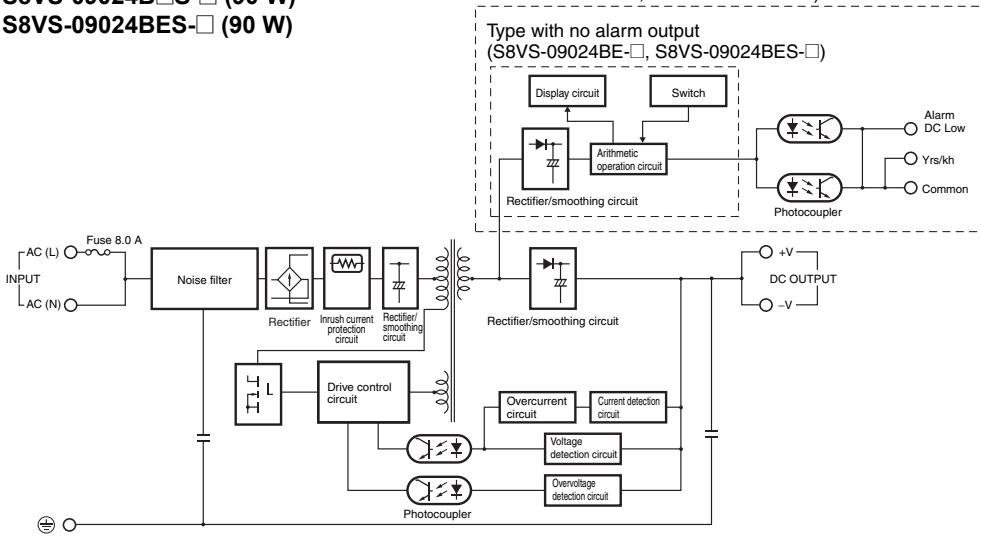 S8VS-09024BES-□ (90 W)
Type with no alarm output
(S8VS-09024BE-□, S8VS-09024BES-□)
Display circuit
Switch
Arithmetic
operation circuit
Rectifier/smoothing circuit
Photocoupler
Alarm
DC Low
Yrs/kh
Common
INPUT
AC (L)
AC (N)
Fuse 8.0 A
Noise filter
Rectifier
Inrush current
protection
circuit
Rectifier/
smoothing
circuit
Rectifier/smoothing circuit
+V
DC OUTPUT
–V
Drive control
circuit
Overcurrent
circuit
Current detection
circuit
Voltage
detection circuit
Overvoltage
detection circuit
Photocoupler